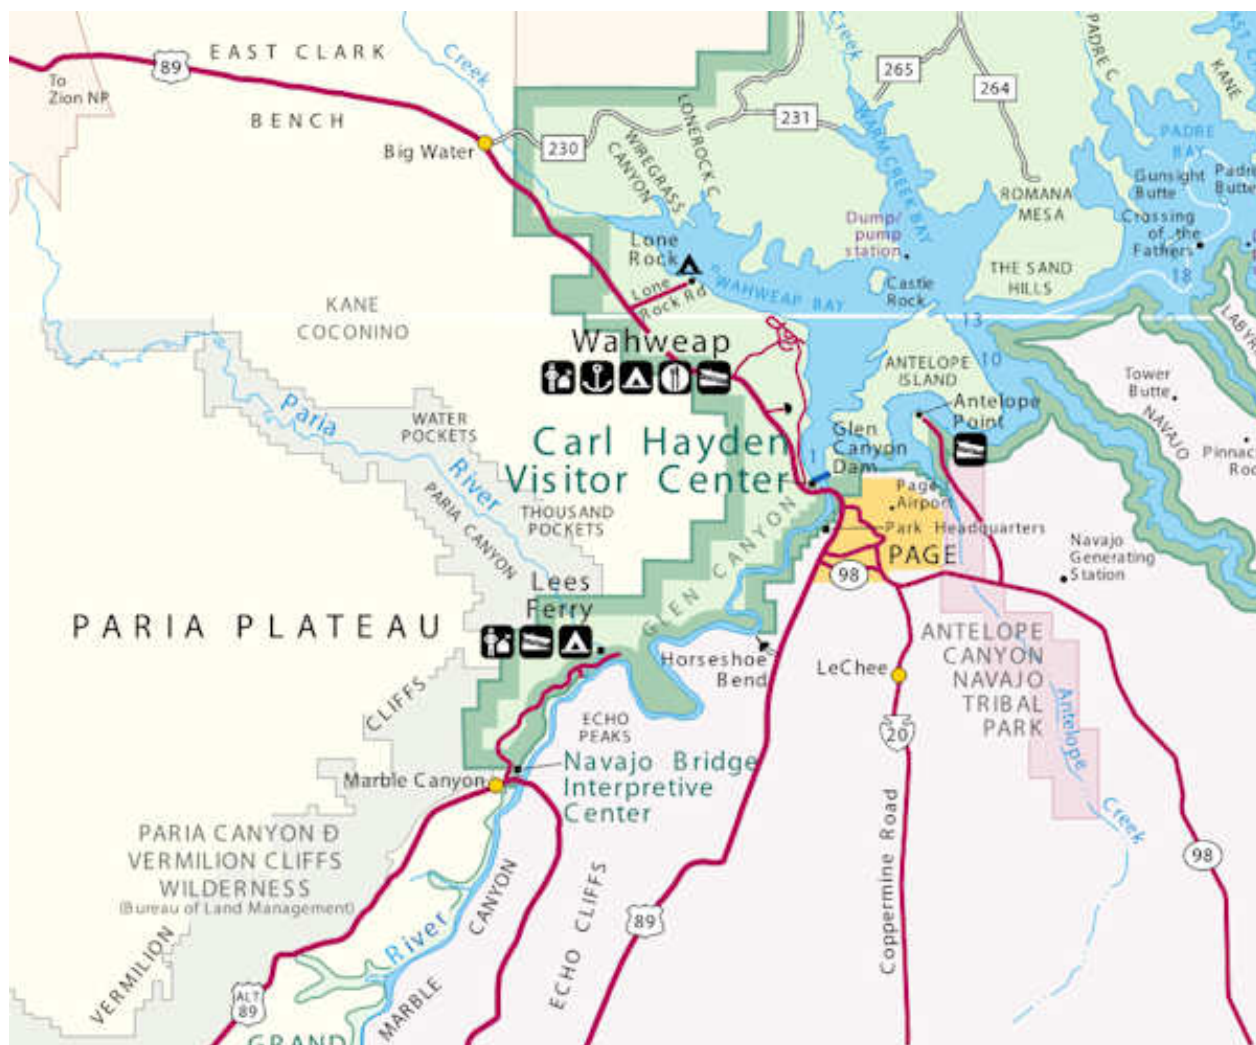 EAST CLARK
BENCH
89
To
Zion NP
Creek
Big Water
230
WIREGRASS
CANYON
LONEROCK C.
231
265
264
Creek
WARM CREEK BAY
PADRE C.
KANE
PADRE
BAY
Gunsight
Butte
Padre
Butte
ROMANA
MESA
Crossing
of the
Fathers
18
Dump/
pump
station
Lone
Rock
Lone
Rock Rd
WAHWEAP BAY
Castle
Rock
THE SAND
HILLS
13
10
KANE
COCONINO
Wahweap
ANTELOPE
ISLAND
Antelope
Point
Tower
Butte
NAVAJO
Paria
River
WATER
POCKETS
PARIA CANYON
THOUSAND
POCKETS
Carl Hayden
Visitor Center
1
Glen
Canyon
Dam
Page
Airport
Park Headquarters
PAGE
98
Navajo
Generating
Station
GLEN CANYON
Lees
Ferry
PARIA PLATEAU
Horseshoe
Bend
LeChee
20
ANTELOPE
CANYON
NAVAJO
TRIBAL
PARK
Antelope
Creek
CLIFFS
ECHO
PEAKS
Navajo Bridge
Interpretive
Center
Marble Canyon
PARIA CANYON Ð
VERMILION CLIFFS
WILDERNESS
(Bureau of Land Management)
VERMILION
River
CANYON
MARBLE
ECHO CLIFFS
89
Coppermine Road
98
ALT
89
GRAND